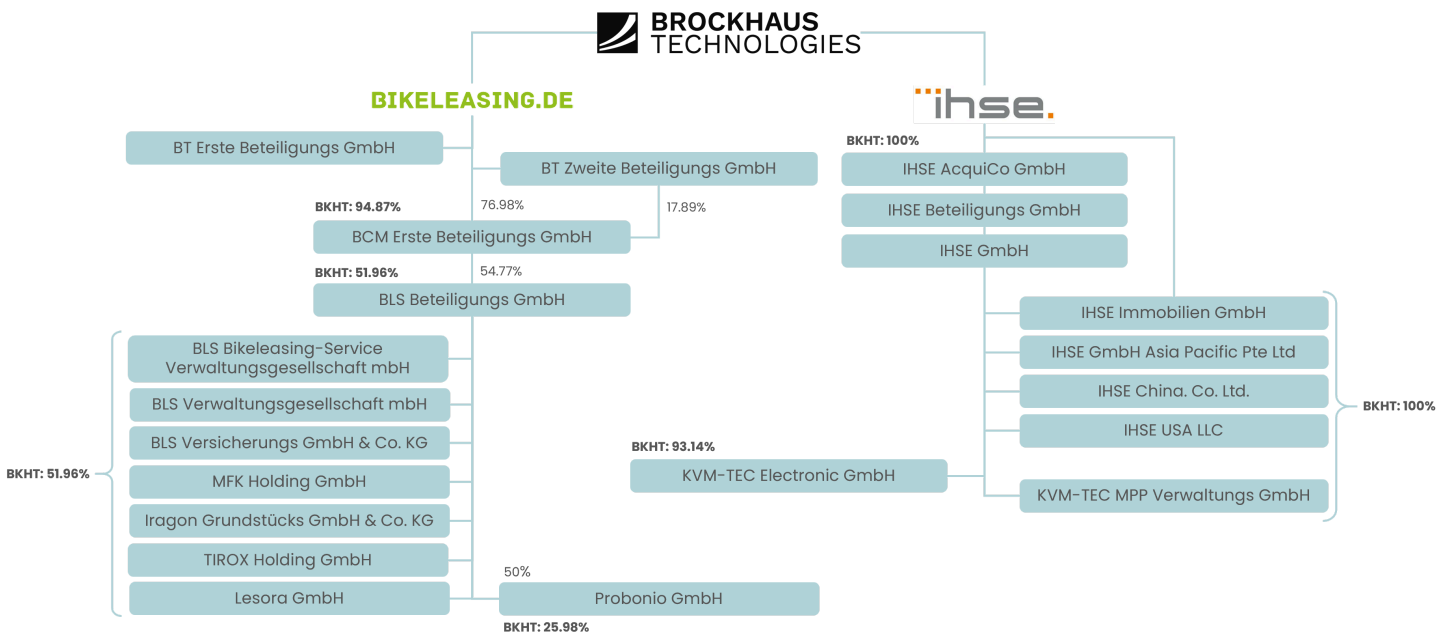 BROCKHAUS
TECHNOLOGIES
BIKELEASING.DE
BT Erste Beteiligungs GmbH
BT Zweite Beteiligungs GmbH
BKHT: 94.87%
76.98%
17.89%
BCM Erste Beteiligungs GmbH
BKHT: 51.96%
54.77%
BLS Beteiligungs GmbH
BKHT: 51.96%
BLS Bikeleasing-Service
Verwaltungsgesellschaft mbH
BLS Verwaltungsgesellschaft mbH
BLS Versicherungs GmbH & Co. KG
MFK Holding GmbH
Iragon Grundstücks GmbH & Co. KG
TIROX Holding GmbH
Lesora GmbH
50%
Probonio GmbH
BKHT: 25.98%
ihse.
BKHT: 100%
IHSE AcquiCo GmbH
IHSE Beteiligungs GmbH
IHSE GmbH
IHSE Immobilien GmbH
IHSE GmbH Asia Pacific Pte Ltd
IHSE China. Co. Ltd.
IHSE USA LLC
BKHT: 100%
BKHT: 93.14%
KVM-TEC Electronic GmbH
KVM-TEC MPP Verwaltungs GmbH